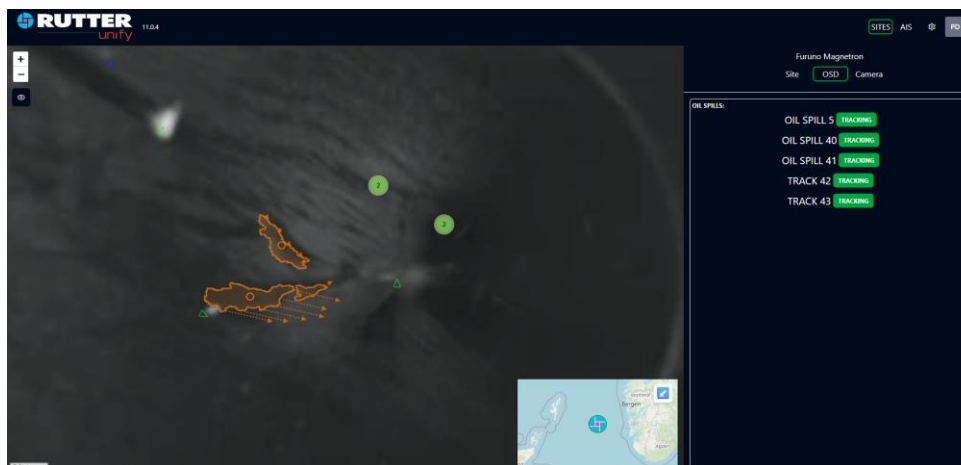 RUTTER
unify
11.0.4
SITES AIS PD
+
−
Furuno Magnetron
Site OSD Camera
OIL SPILLS:
OIL SPILL 5 TRACKING
OIL SPILL 40 TRACKING
OIL SPILL 41 TRACKING
TRACK 42 TRACKING
TRACK 43 TRACKING
2
2
Bergen